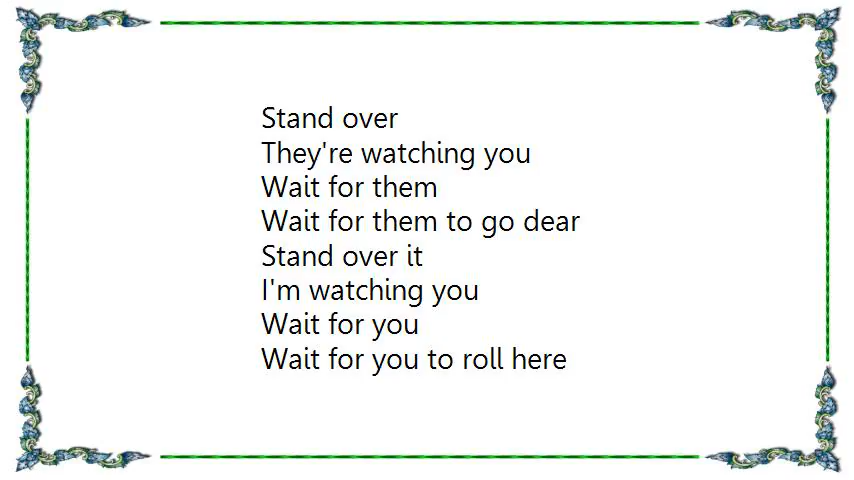 Stand over
They're watching you
Wait for them
Wait for them to go dear
Stand over it
I'm watching you
Wait for you
Wait for you to roll here